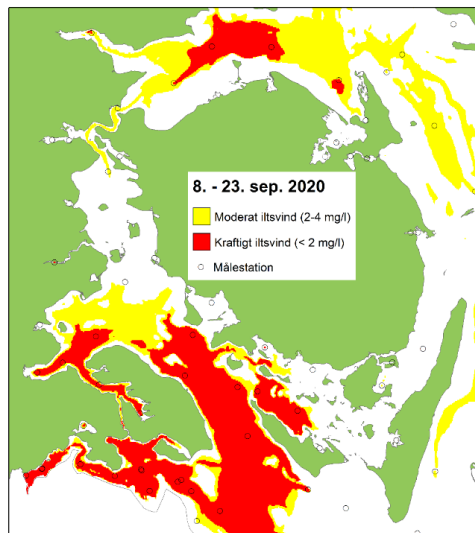 8. - 23. sep. 2020
Moderat iltsvind (2-4 mg/l)
Kraftigt iltsvind (< 2 mg/l)
Målestation